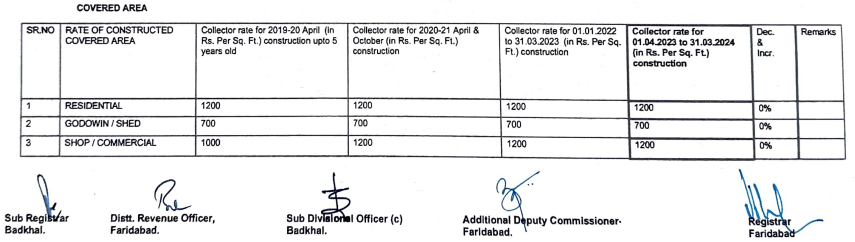 COVERED AREA
SR.NO RATE OF CONSTRUCTED COVERED AREA Collector rate for 2019-20 April (in Rs. Per Sq. Ft.) construction upto 5 years old Collector rate for 2020-21 April & October (in Rs. Per Sq. Ft.) construction Collector rate for 01.01.2022 to 31.03.2023 (in Rs. Per Sq. Ft.) construction Collector rate for 01.04.2023 to 31.03.2024 (in Rs. Per Sq. Ft.) construction Dec. & Incr. Remarks
1 RESIDENTIAL 1200 1200 1200 1200 0%
2 GODOWIN / SHED 700 700 700 700 0%
3 SHOP / COMMERCIAL 1000 1200 1200 1200 0%
Sub Registrar Distt. Revenue Officer, Sub Divisional Officer (c) Additional Deputy Commissioner- Registrar
Badkhal. Faridabad. Badkhal. Faridabad. Faridabad